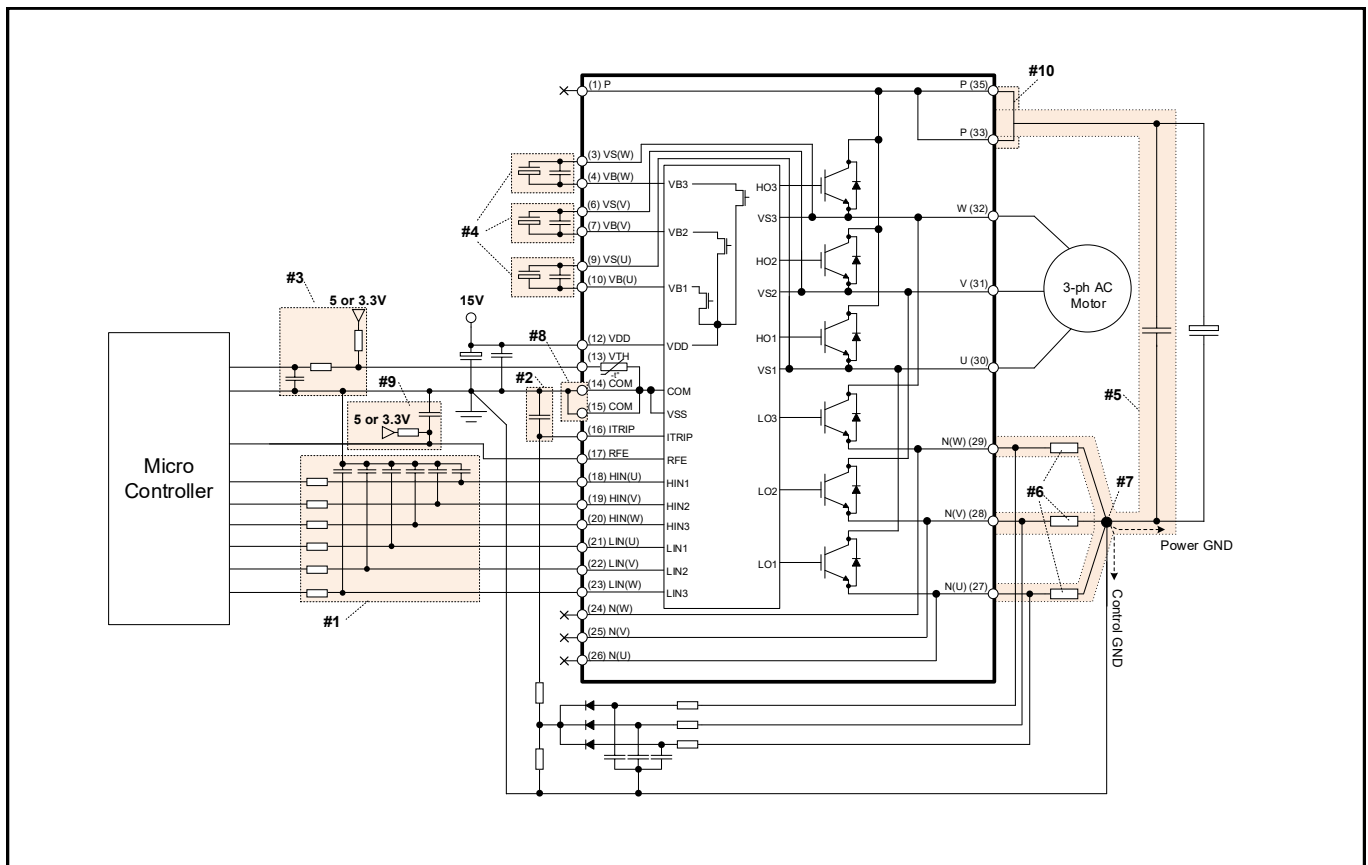 #10
(1) P
P (35)
P (33)
(3) VS(W)
(4) VB(W)
VB3
HO3
VS3
W (32)
(6) VS(V)
(7) VB(V)
VB2
HO2
VS2
V (31)
#4
(9) VS(U)
(10) VB(U)
VB1
HO1
VS1
U (30)
3-ph AC
Motor
#3
5 or 3.3V
15V
#8
(12) VDD
VDD
(13) VTH
#2
(14) COM
COM
(15) COM
VSS
#9
5 or 3.3V
(16) ITRIP
ITRIP
(17) RFE
RFE
LO3
N(W) (29)
#5
Micro
Controller
(18) HIN(U)
HIN1
(19) HIN(V)
HIN2
(20) HIN(W)
HIN3
LO2
N(V) (28)
#6
#7
Power GND
(21) LIN(U)
LIN1
(22) LIN(V)
LIN2
(23) LIN(W)
LIN3
LO1
N(U) (27)
Control GND
#1
(24) N(W)
(25) N(V)
(26) N(U)